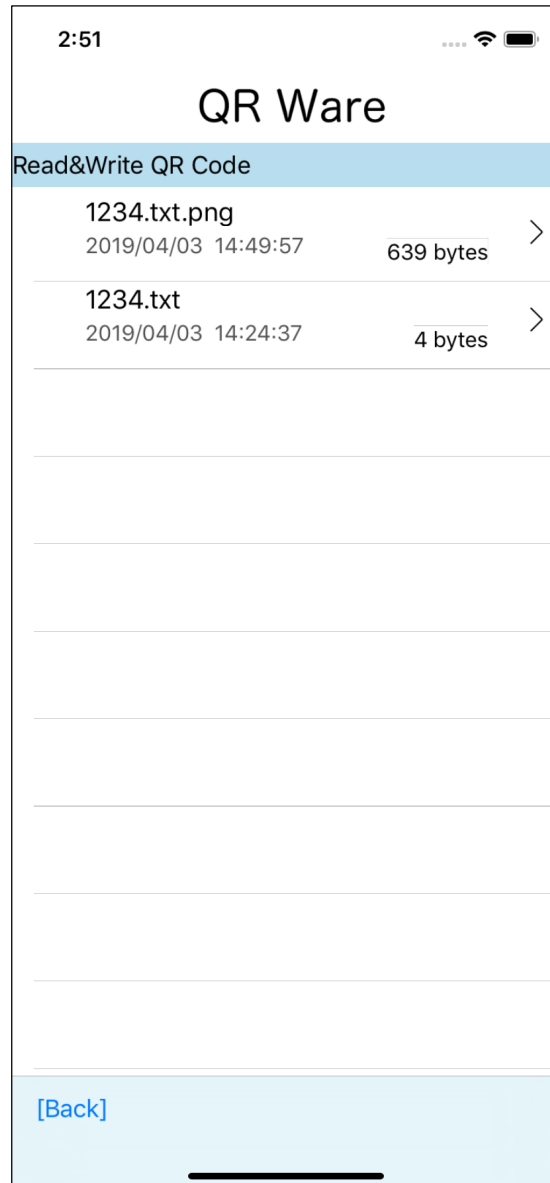 2:51
QR Ware
Read&Write QR Code
1234.txt.png
2019/04/03 14:49:57
639 bytes
1234.txt
2019/04/03 14:24:37
4 bytes
[Back]